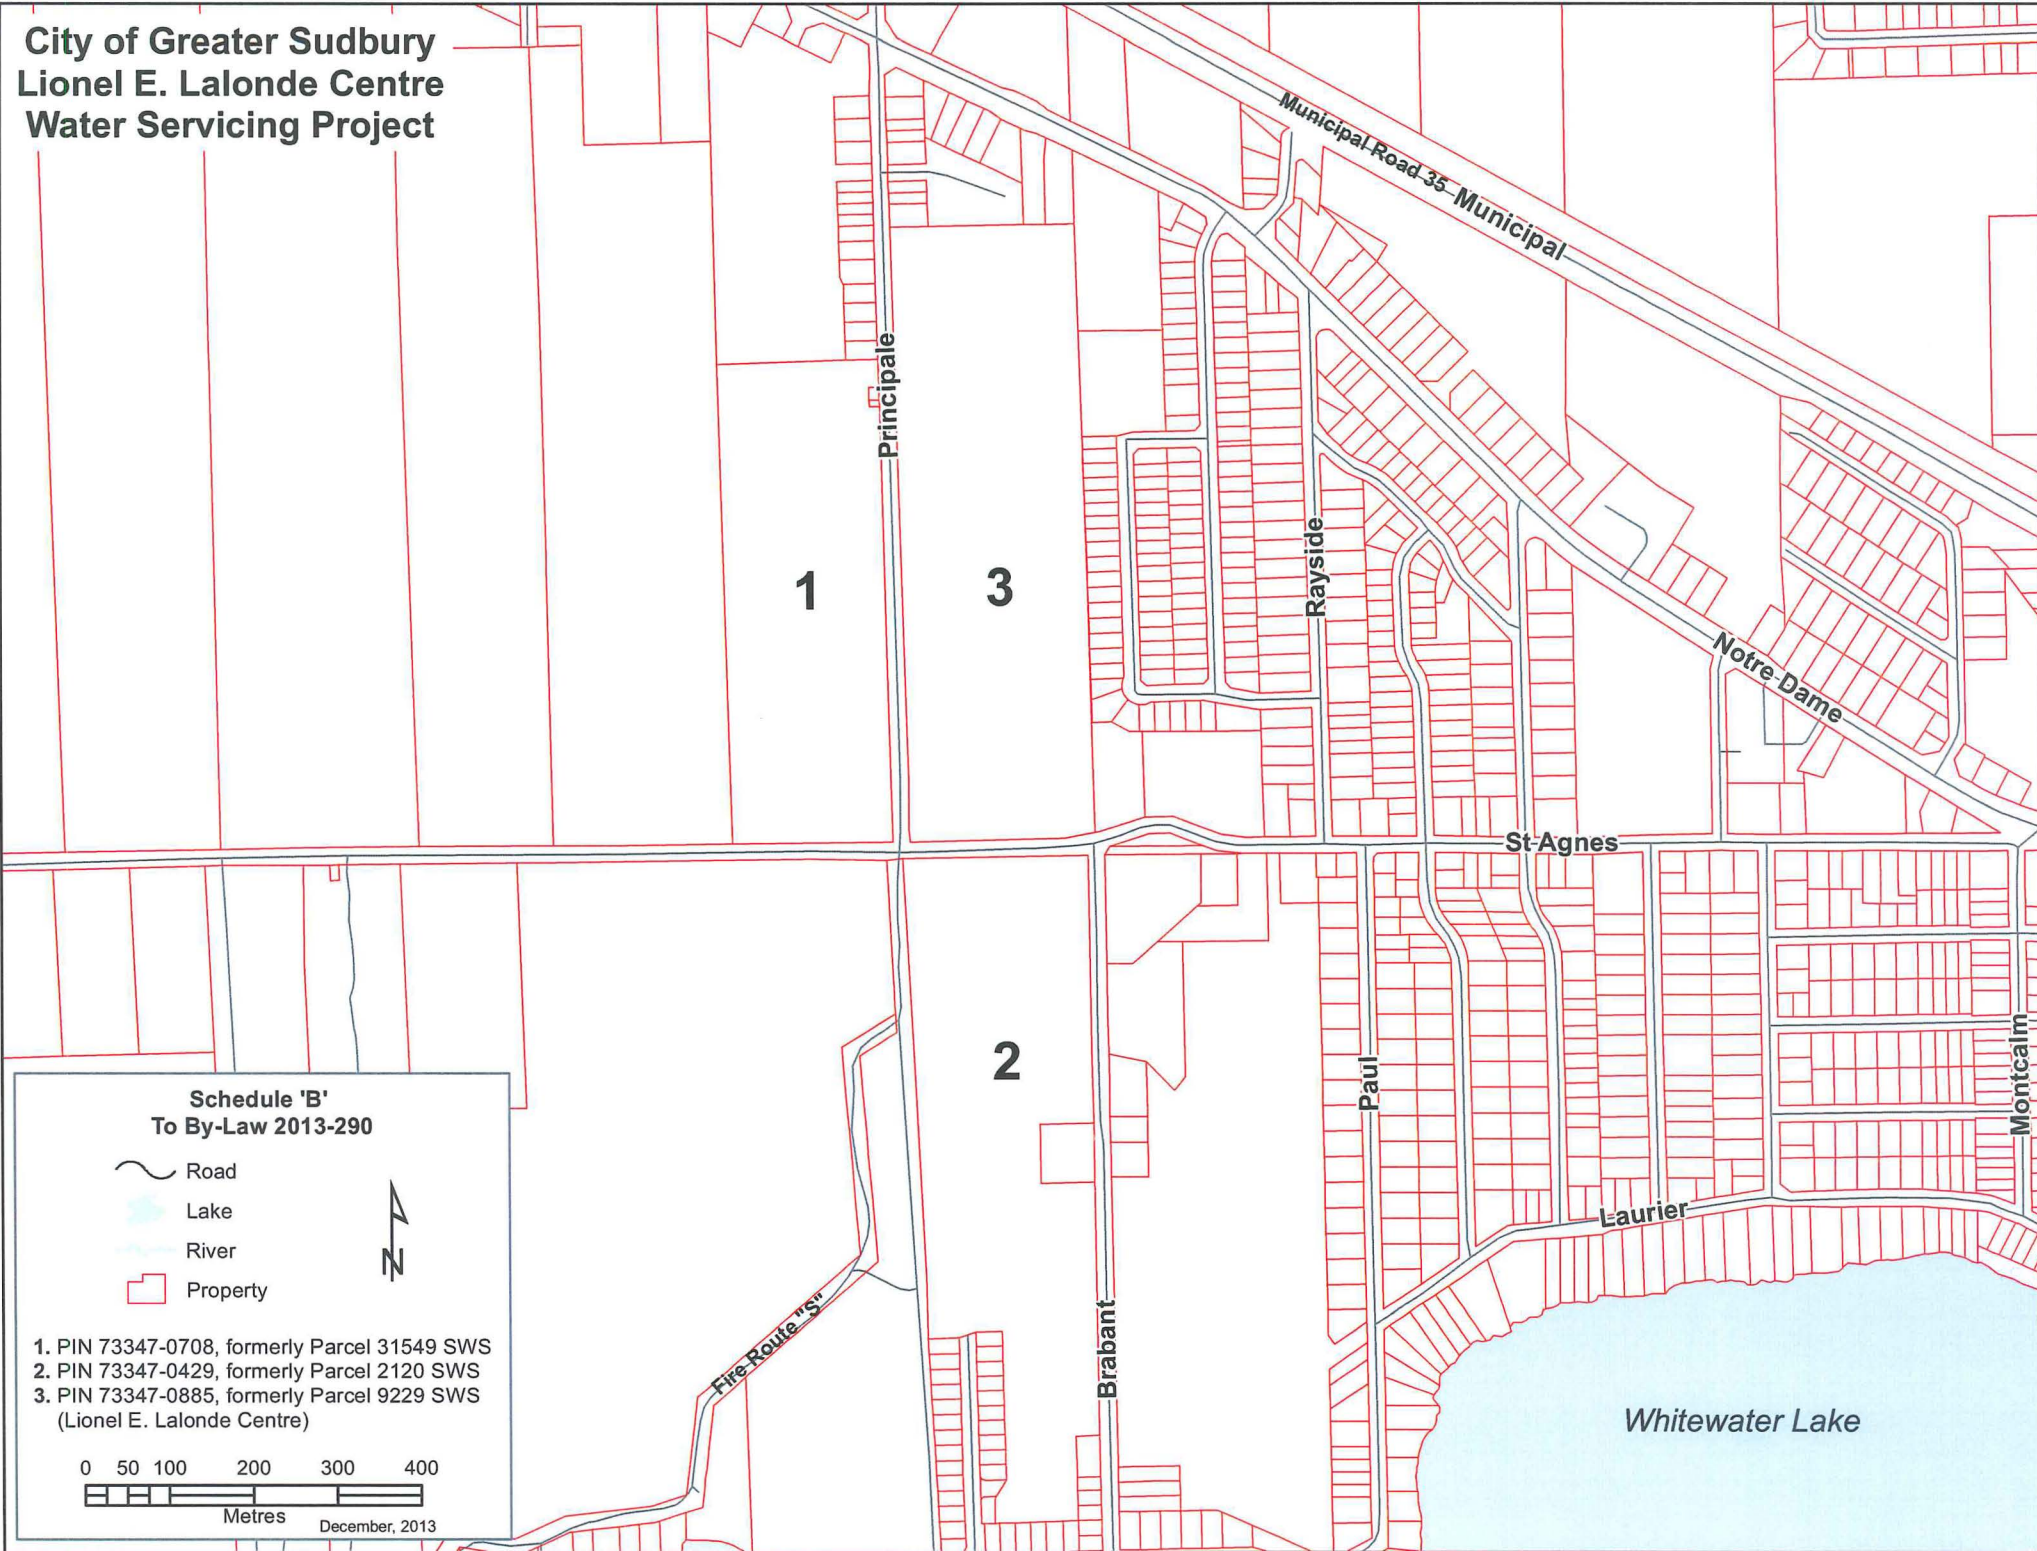 City of Greater Sudbury
Lionel E. Lalonde Centre
Water Servicing Project
Municipal Road 35
Municipal
Principale
1
3
Rayside
Notre Dame
St Agnes
2
Paul
Montcalm
Laurier
Brabant
Fire Route "S"
Whitewater Lake
Schedule 'B'
To By-Law 2013-290
Road
Lake
River
Property
N
1. PIN 73347-0708, formerly Parcel 31549 SWS
2. PIN 73347-0429, formerly Parcel 2120 SWS
3. PIN 73347-0885, formerly Parcel 9229 SWS
(Lionel E. Lalonde Centre)
0 50 100 200 300 400
Metres
December, 2013